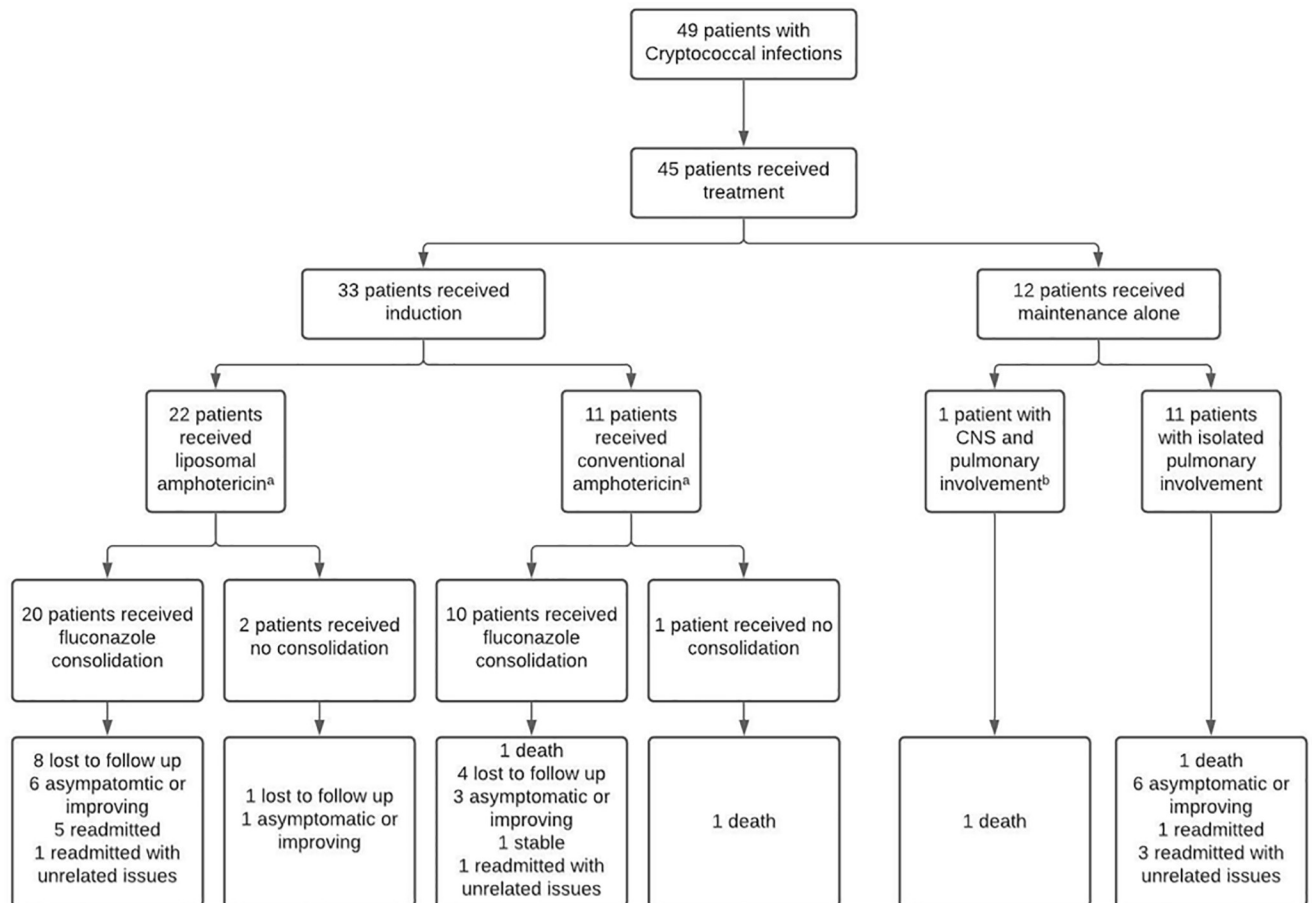 49 patients with
Cryptococcal infections
45 patients received
treatment
33 patients received
induction
12 patients received
maintenance alone
22 patients
received
liposomal
amphotericinᵃ
11 patients
received
conventional
amphotericinᵃ
1 patient with
CNS and
pulmonary
involvementᵇ
11 patients
with isolated
pulmonary
involvement
20 patients received
fluconazole
consolidation
2 patients received
no consolidation
10 patients received
fluconazole
consolidation
1 patient received no
consolidation
8 lost to follow up
6 asympatomtic or
improving
5 readmitted
1 readmitted with
unrelated issues
1 lost to follow up
1 asymptomatic or
improving
1 death
4 lost to follow up
3 asymptomatic or
improving
1 stable
1 readmitted with
unrelated issues
1 death
1 death
1 death
6 asymptomatic or
improving
1 readmitted
3 readmitted with
unrelated issues